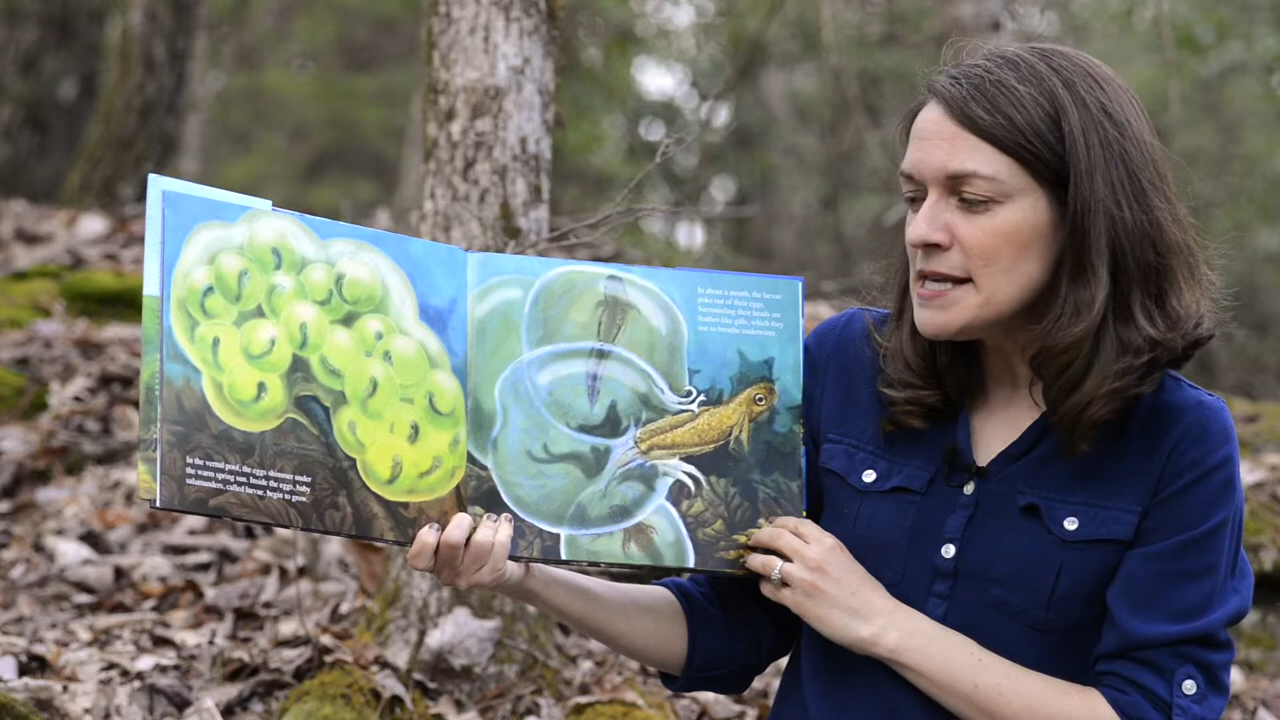 In the vernal pool, the eggs shimmer under
the warm spring sun. Inside the eggs, baby
salamanders, called larvae, begin to grow.
In about a month, the larvae
poke out of their eggs.
Surrounding their heads are
feather-like gills, which they
use to breathe underwater.